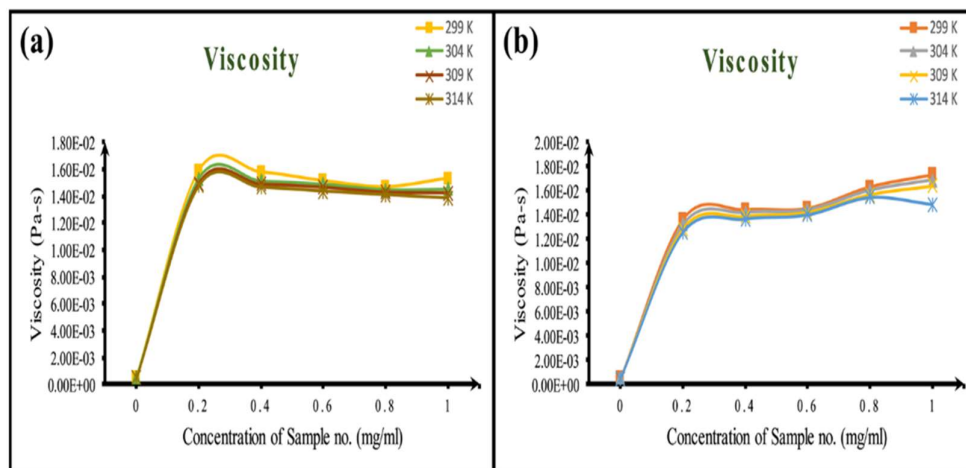 (a)
Viscosity
299 K
304 K
309 K
314 K
Viscosity (Pa-s)
1.80E-02
1.60E-02
1.40E-02
1.20E-02
1.00E-02
8.00E-03
6.00E-03
4.00E-03
2.00E-03
0.00E+00
0 0.2 0.4 0.6 0.8 1
Concentration of Sample no. (mg/ml)
(b)
Viscosity
299 K
304 K
309 K
314 K
Viscosity (Pa-s)
2.00E-02
1.80E-02
1.60E-02
1.40E-02
1.20E-02
1.00E-02
8.00E-03
6.00E-03
4.00E-03
2.00E-03
0.00E+00
0 0.2 0.4 0.6 0.8 1
Concentration of Sample no. (mg/ml)